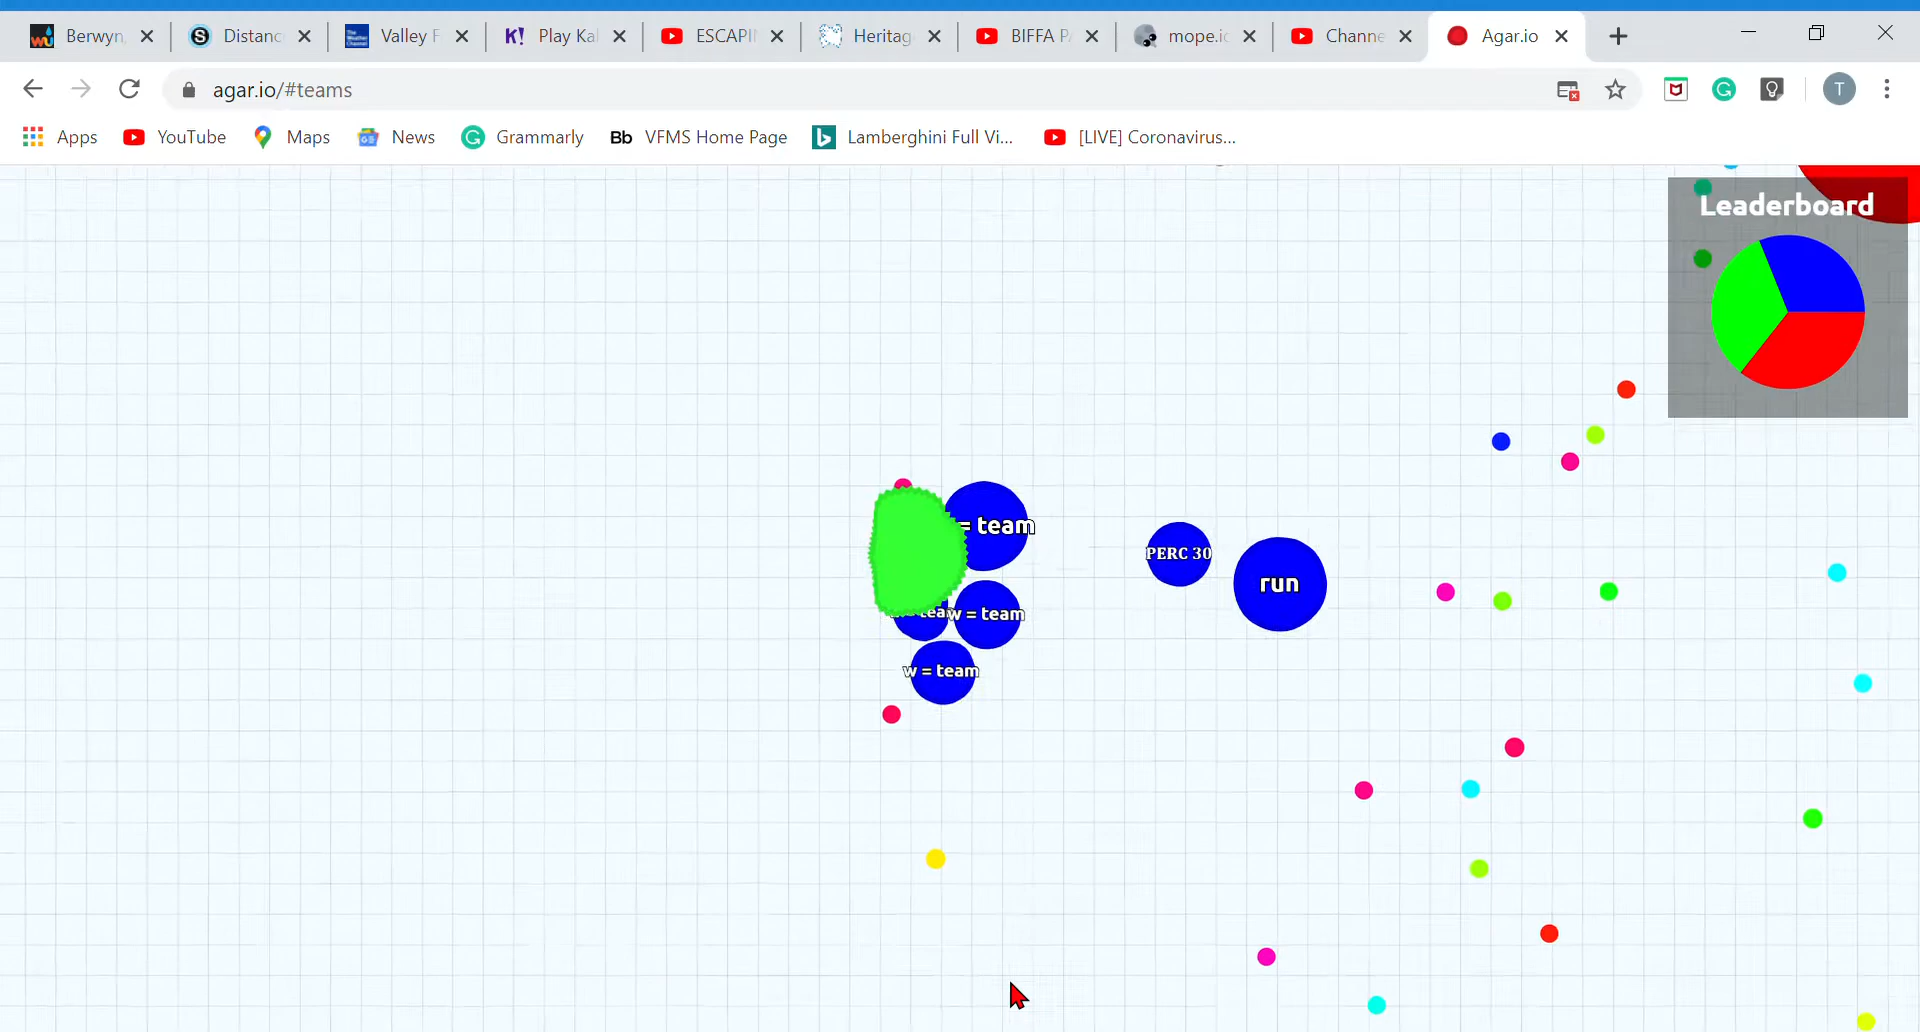 Berwyn, Distanc Valley F Play Ka ESCAPI Heritag BIFFA P mope.io Channe Agar.io
agar.io/#teams
T
Apps YouTube Maps News Grammarly Bb VFMS Home Page Lamberghini Full Vi... [LIVE] Coronavirus...
Leaderboard
= team
PERC 30
run
w = team
w = team